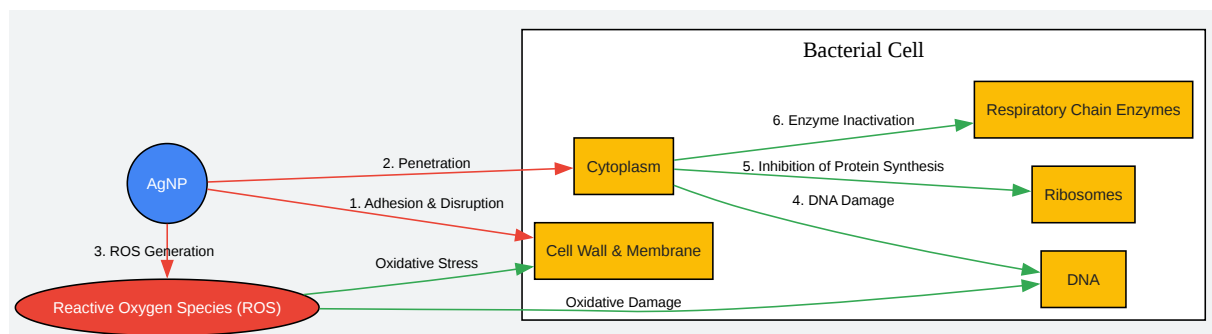 Bacterial Cell
Respiratory Chain Enzymes
6. Enzyme Inactivation
2. Penetration
Cytoplasm
5. Inhibition of Protein Synthesis
AgNP
Ribosomes
1. Adhesion & Disruption
4. DNA Damage
3. ROS Generation
Cell Wall & Membrane
Oxidative Stress
DNA
Oxidative Damage
Reactive Oxygen Species (ROS)